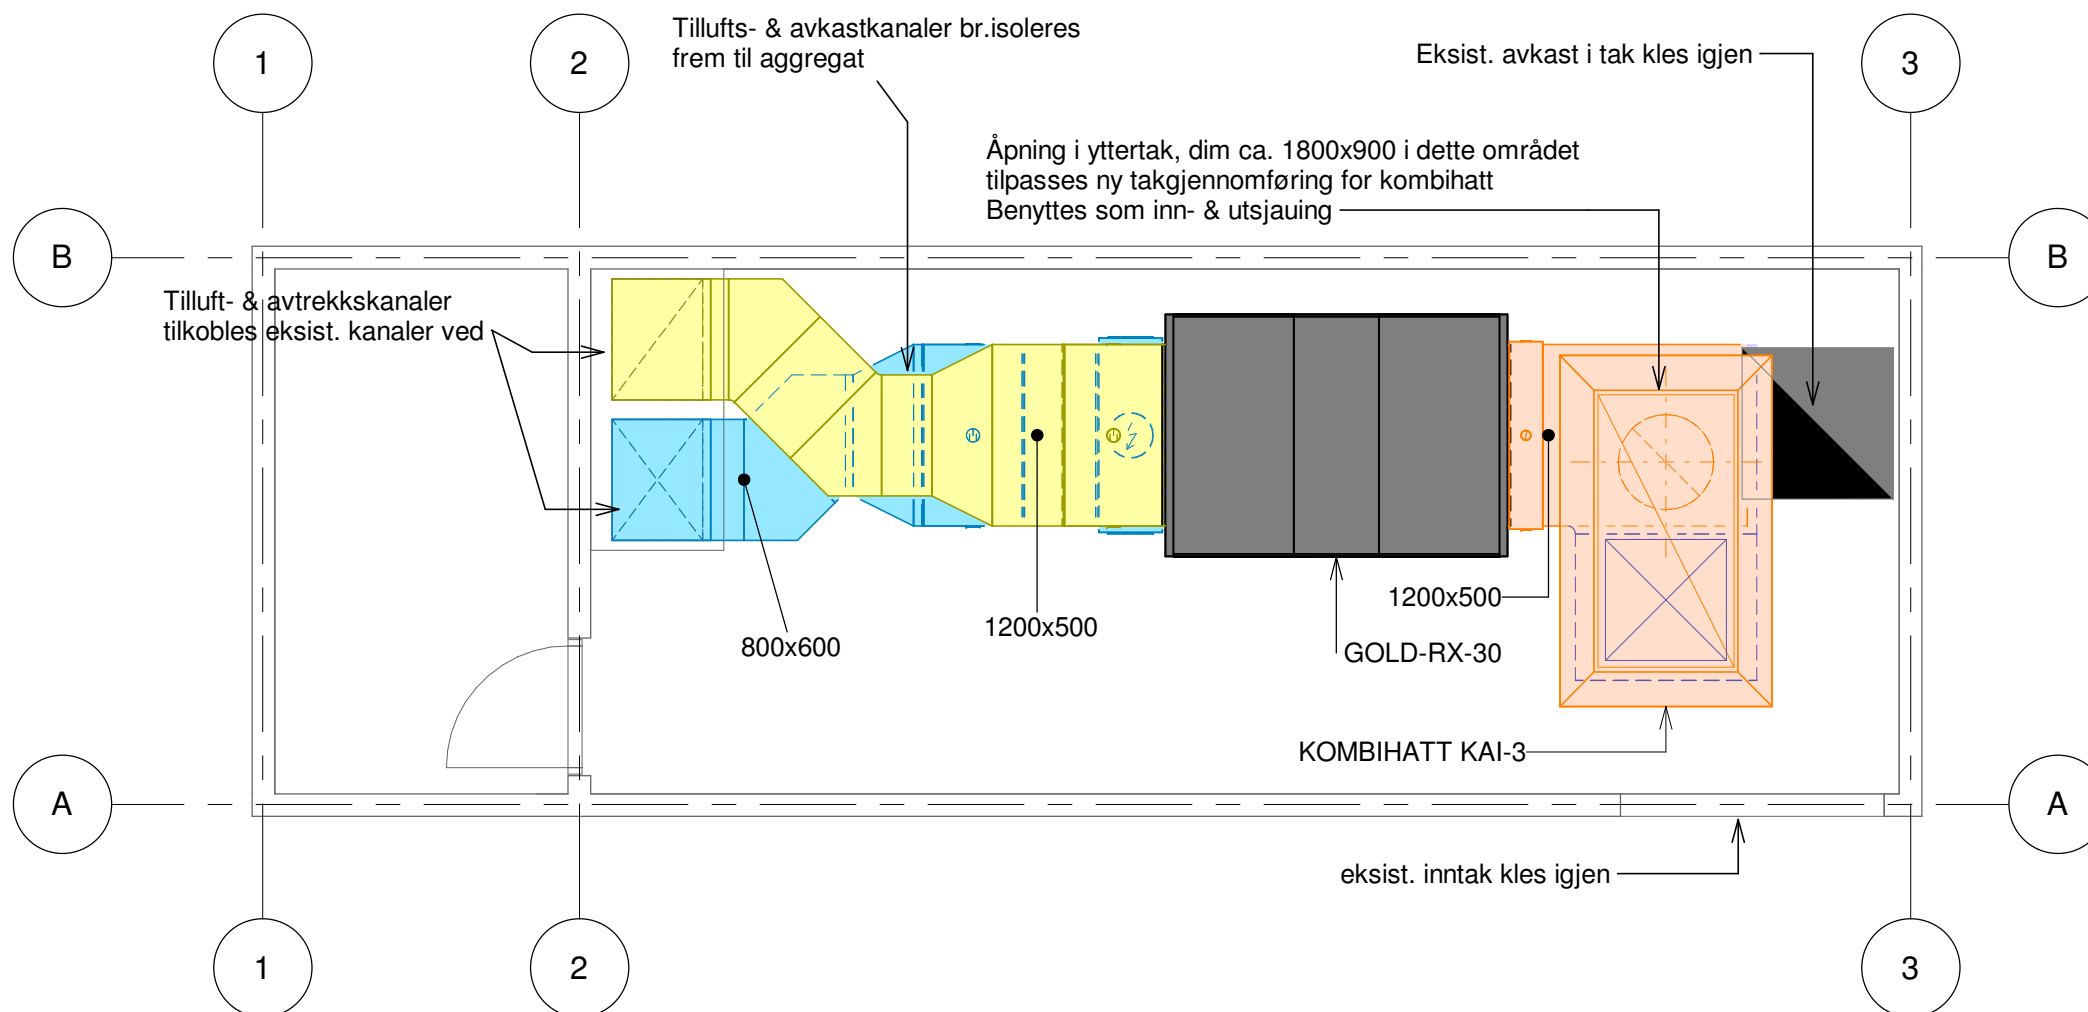 1
2
3
Tillufts- & avkastkanaler br.isoleres
frem til aggregat
Eksist. avkast i tak kles igjen
Åpning i yttertak, dim ca. 1800x900 i dette området
tilpasses ny takgjennomføring for kombihatt
Benyttes som inn- & utsjauing
B
B
Tilluft- & avtrekkskanaler
tilkobles eksist. kanaler ved
800x600
1200x500
1200x500
GOLD-RX-30
KOMBIHATT KAI-3
A
A
eksist. inntak kles igjen
1
2
3